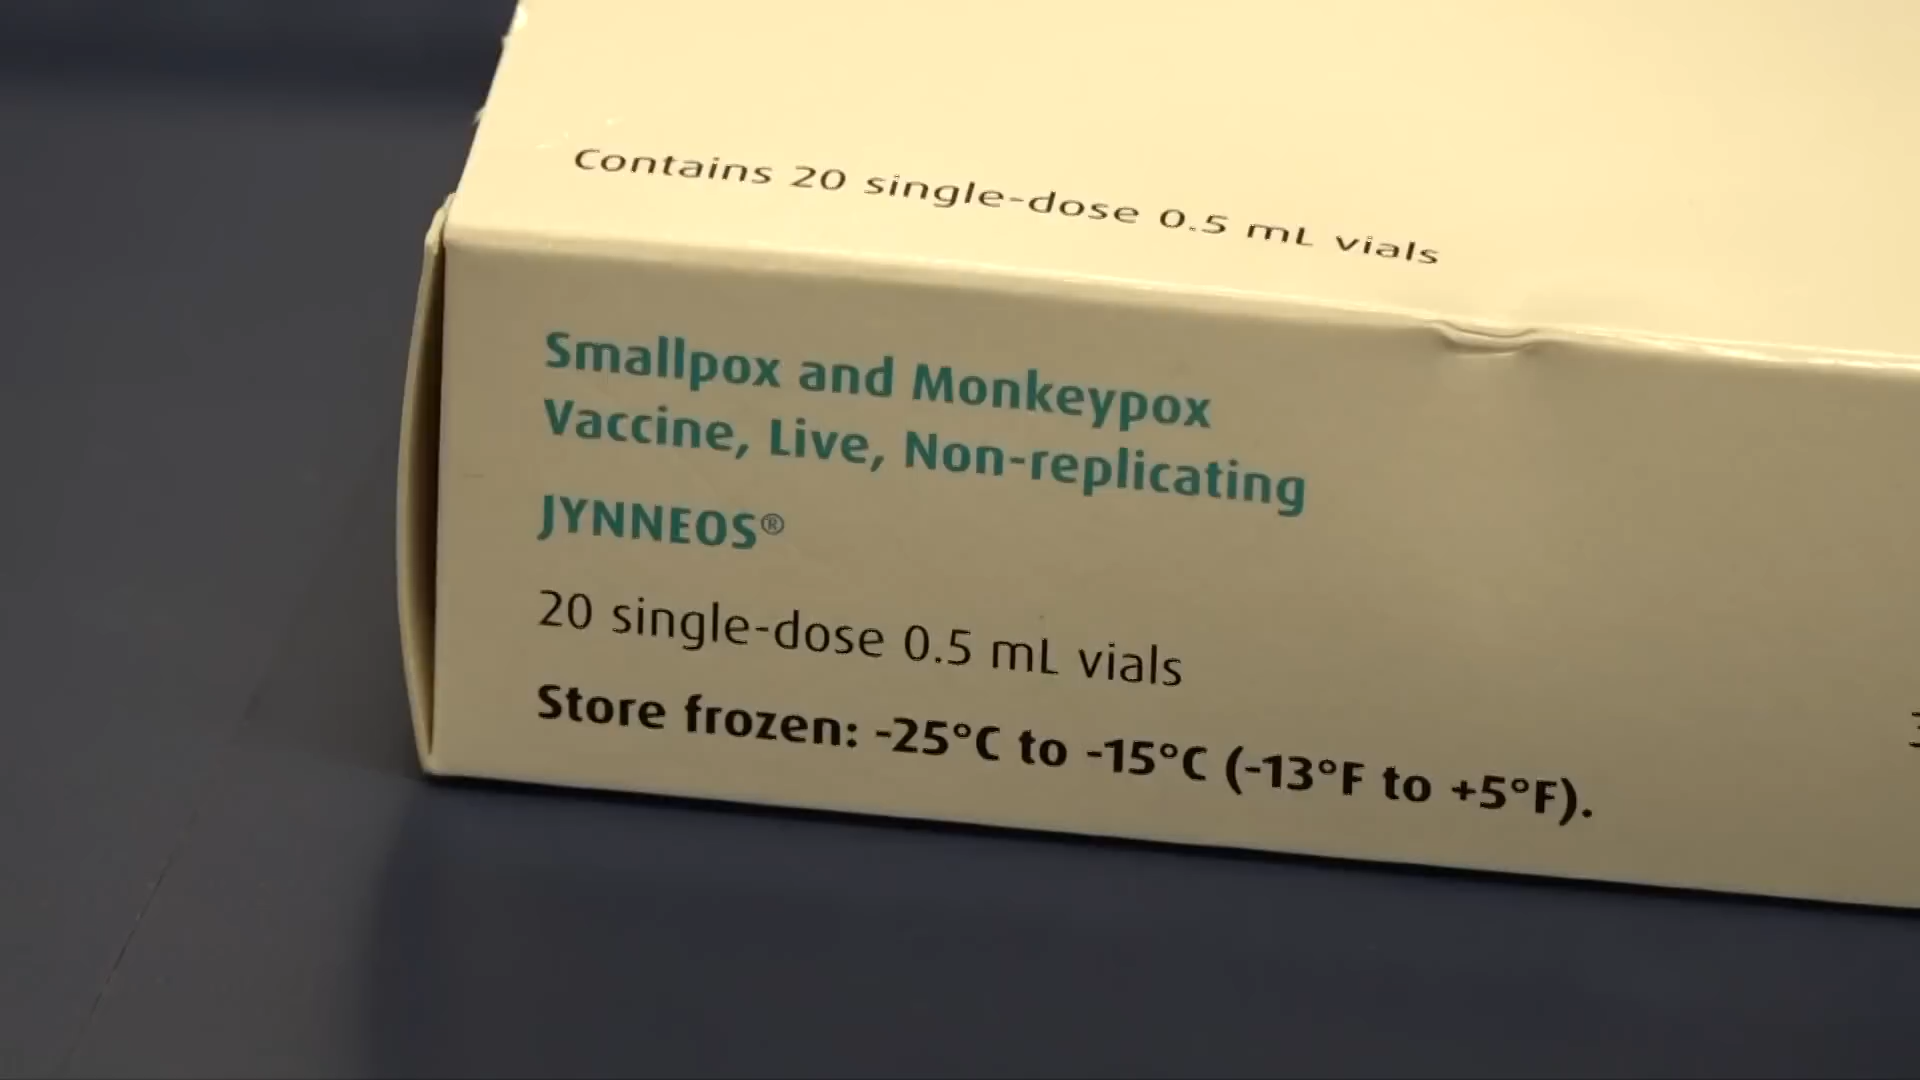 Contains 20 single-dose 0.5 mL vials
Smallpox and Monkeypox
Vaccine, Live, Non-replicating
JYNNEOS®
20 single-dose 0.5 mL vials
Store frozen: -25°C to -15°C (-13°F to +5°F).